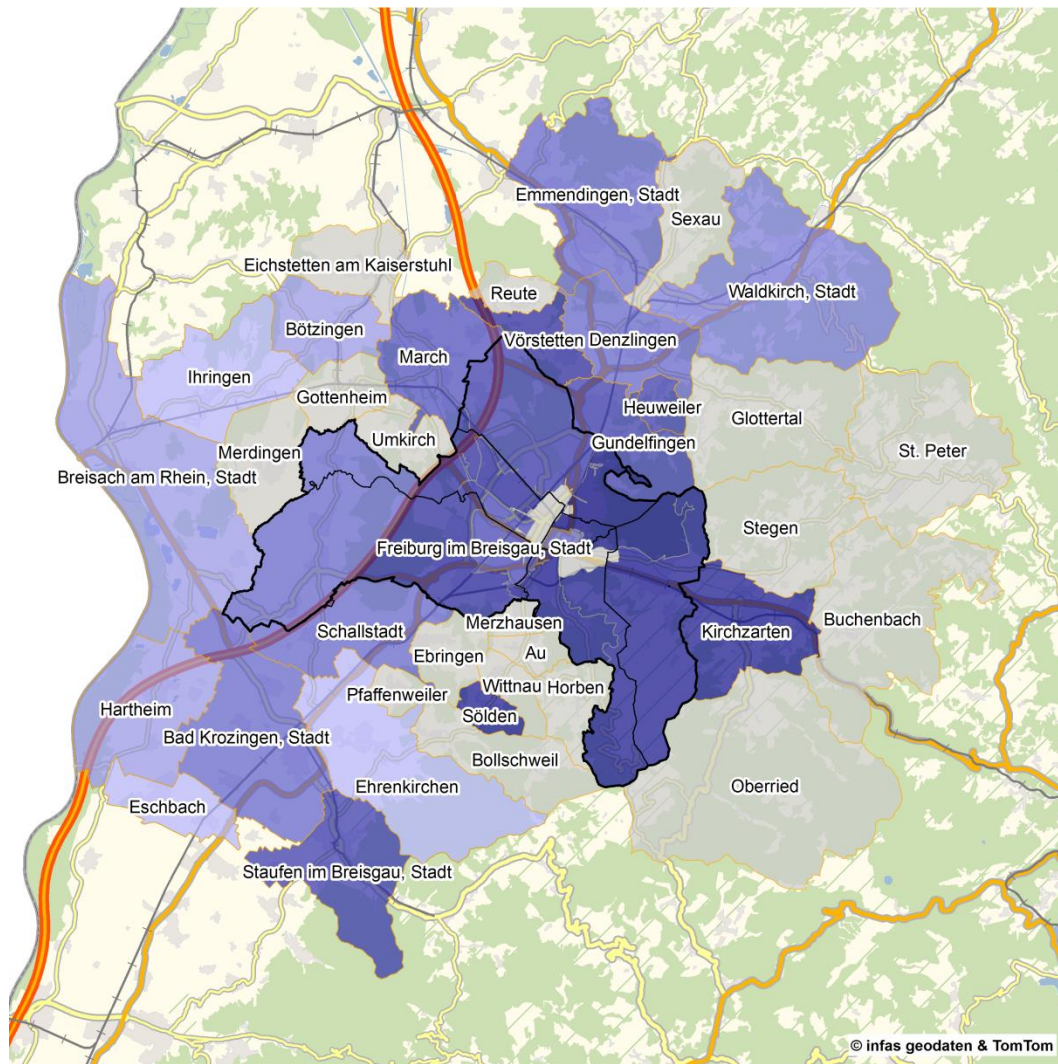 Emmendingen, Stadt
Sexau
Eichstetten am Kaiserstuhl
Reute
Waldkirch, Stadt
Bötzingen
Vörstetten
Denzlingen
March
Ihringen
Gottenheim
Heuweiler
Glottertal
Umkirch
Gundelfingen
Merdingen
St. Peter
Breisach am Rhein, Stadt
Stegen
Freiburg im Breisgau, Stadt
Merzhausen
Schallstadt
Kirchzarten
Buchenbach
Ebringen
Au
Pfaffenweiler
Wittnau
Horben
Hartheim
Sölden
Bad Krozingen, Stadt
Bollschweil
Ehrenkirchen
Oberried
Eschbach
Staufen im Breisgau, Stadt
© infas geodaten & TomTom